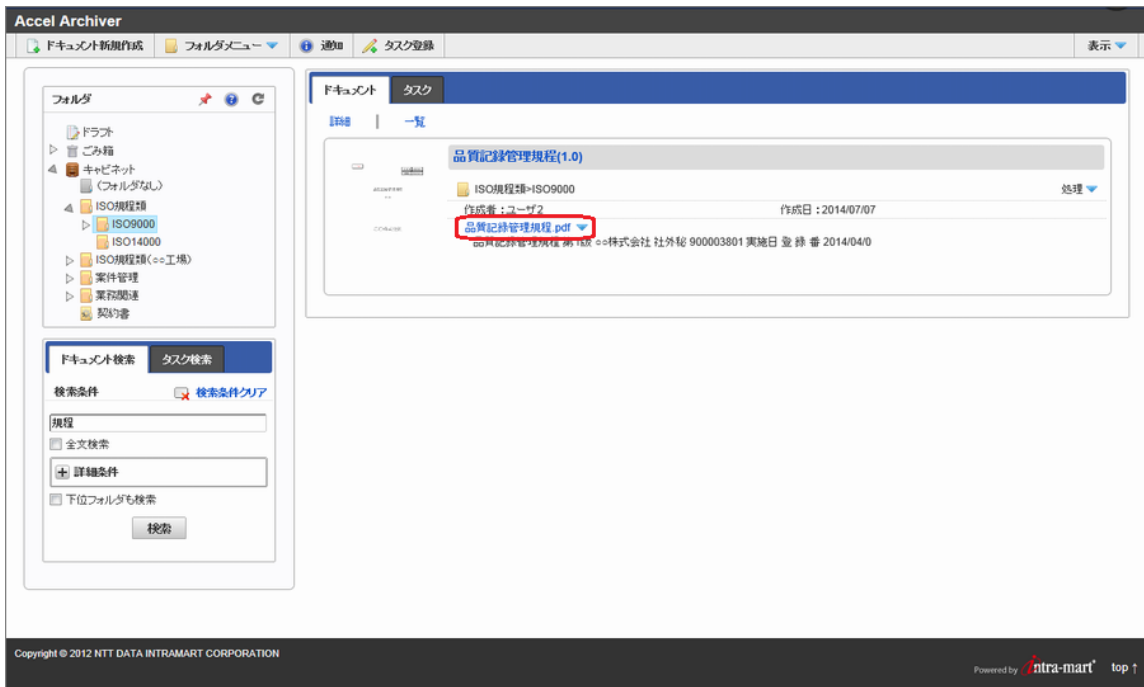 Accel Archiver
ドキュメント新規作成 フォルダメニュー 通知 タスク登録 表示
フォルダ
ドラフト
ごみ箱
キャビネット
(フォルダなし)
ISO規程類
ISO9000
ISO14000
ISO規程類(○○工場)
案件管理
業務関連
契約書
ドキュメント検索 タスク検索
検索条件 検索条件クリア
規程
全文検索
詳細条件
下位フォルダも検索
検索
ドキュメント タスク
詳細 | 一覧
品質記録管理規程(1.0)
ISO規程類>ISO9000 処理
作成者:ユーザ2 作成日:2014/07/07
品質記録管理規程.pdf
品質記録管理規程 第1版 ○○株式会社 社外秘 900003801 実施日 登 録 番 2014/04/0
Copyright © 2012 NTT DATA INTRAMART CORPORATION
Powered by intra-mart® top ↑